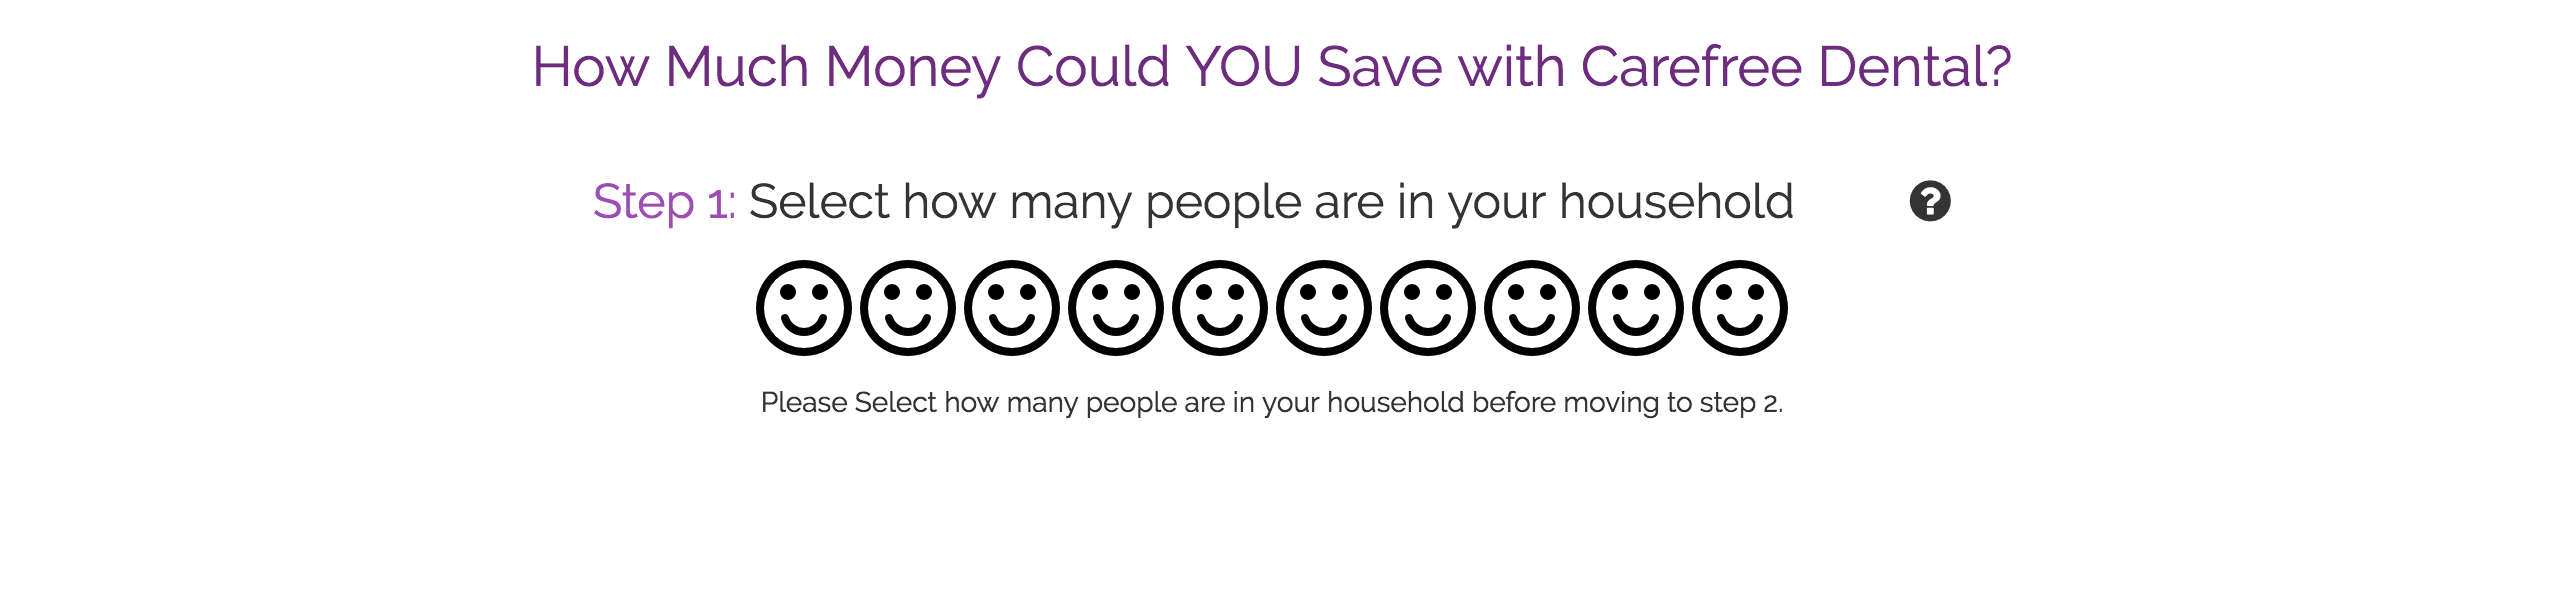 How Much Money Could YOU Save with Carefree Dental?
Step 1: Select how many people are in your household ?
Please Select how many people are in your household before moving to step 2.